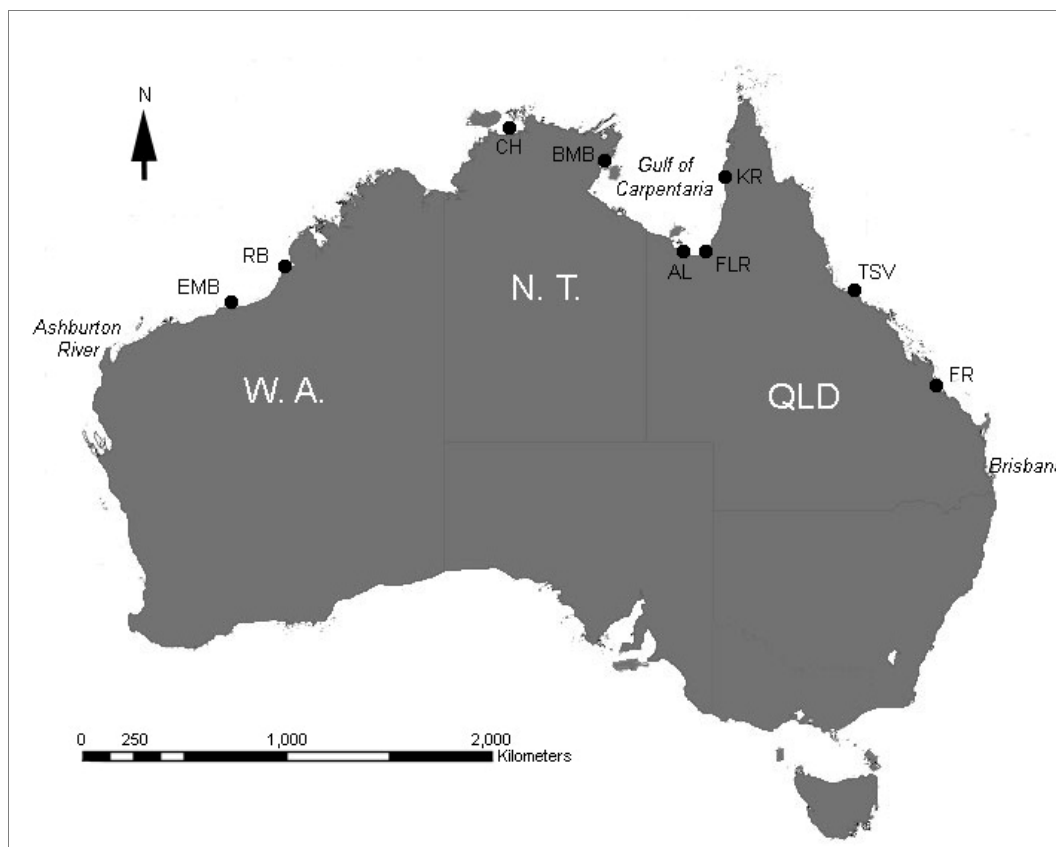 N
CH
BMB
Gulf of
Carpentaria
KR
RB
AL
FLR
EMB
N. T.
TSV
Ashburton
River
W. A.
QLD
FR
Brisbane
0
250
1,000
2,000
Kilometers